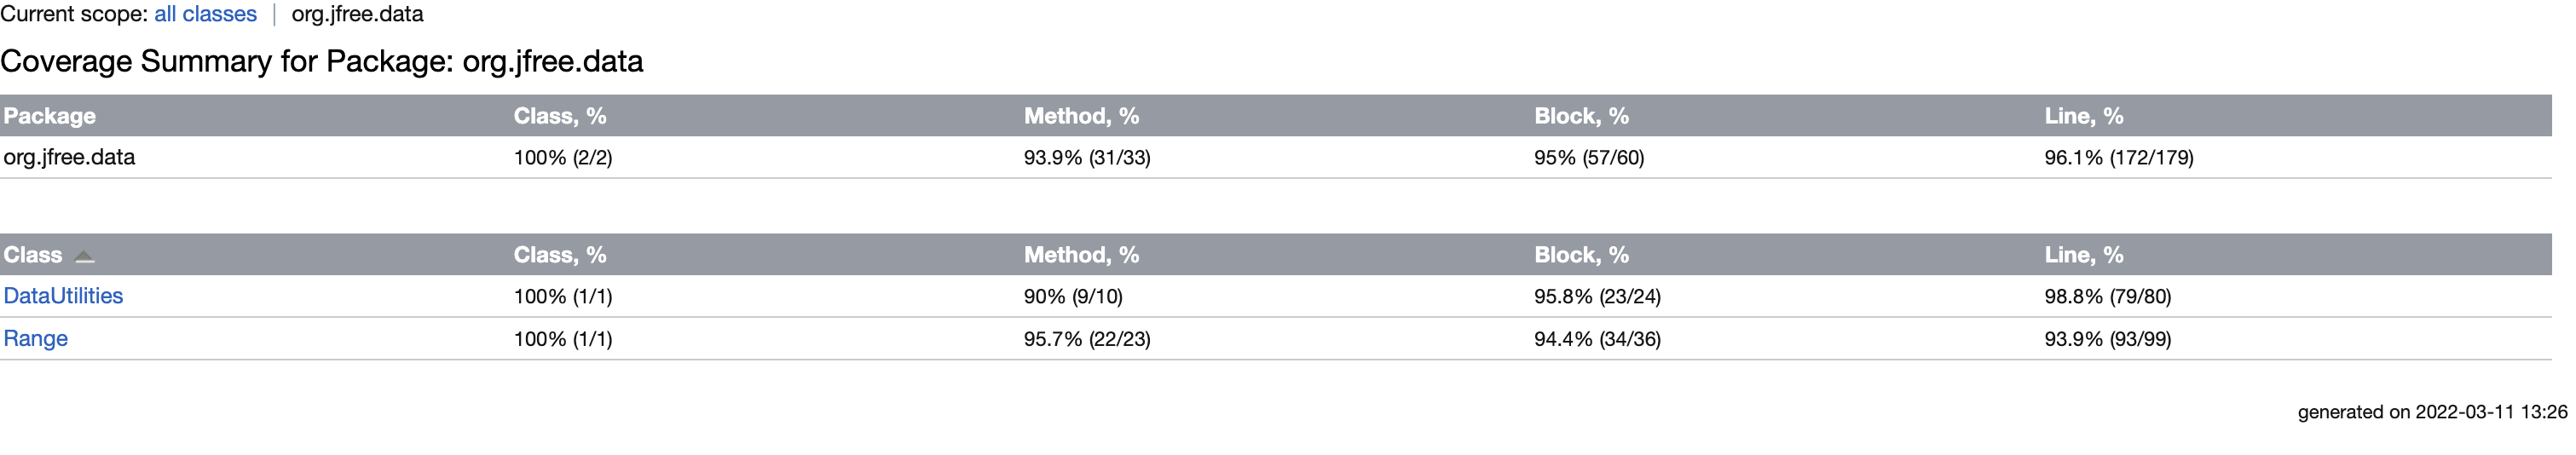 Current scope: all classes | org.jfree.data
Coverage Summary for Package: org.jfree.data
Package Class, % Method, % Block, % Line, %
org.jfree.data 100% (2/2) 93.9% (31/33) 95% (57/60) 96.1% (172/179)
Class Class, % Method, % Block, % Line, %
DataUtilities 100% (1/1) 90% (9/10) 95.8% (23/24) 98.8% (79/80)
Range 100% (1/1) 95.7% (22/23) 94.4% (34/36) 93.9% (93/99)
generated on 2022-03-11 13:26